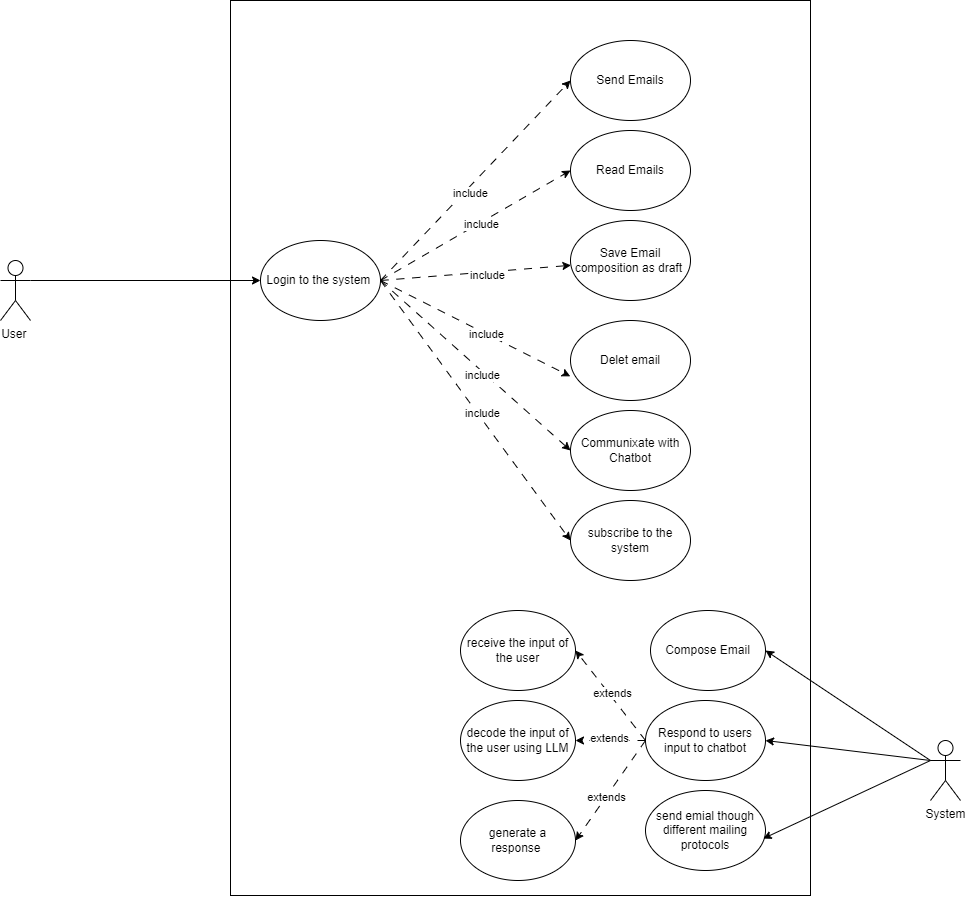 Send Emails
Read Emails
include
include
Save Email
composition as draft
include
Login to the system
User
include
Delet email
include
include
Communixate with
Chatbot
subscribe to the
system
receive the input of
the user
Compose Email
extends
decode the input of
the user using LLM
extends
Respond to users
input to chatbot
extends
generate a
response
send emial though
different mailing
protocols
System